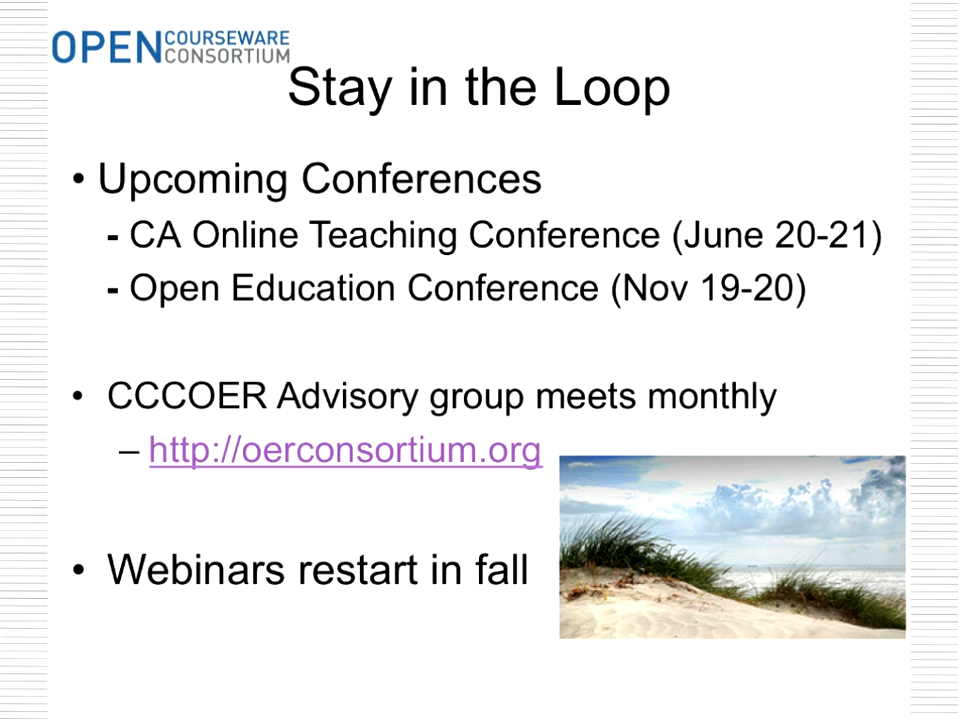 OPEN COURSEWARE CONSORTIUM
Stay in the Loop
• Upcoming Conferences
- CA Online Teaching Conference (June 20-21)
- Open Education Conference (Nov 19-20)
• CCCOER Advisory group meets monthly
– http://oerconsortium.org
• Webinars restart in fall